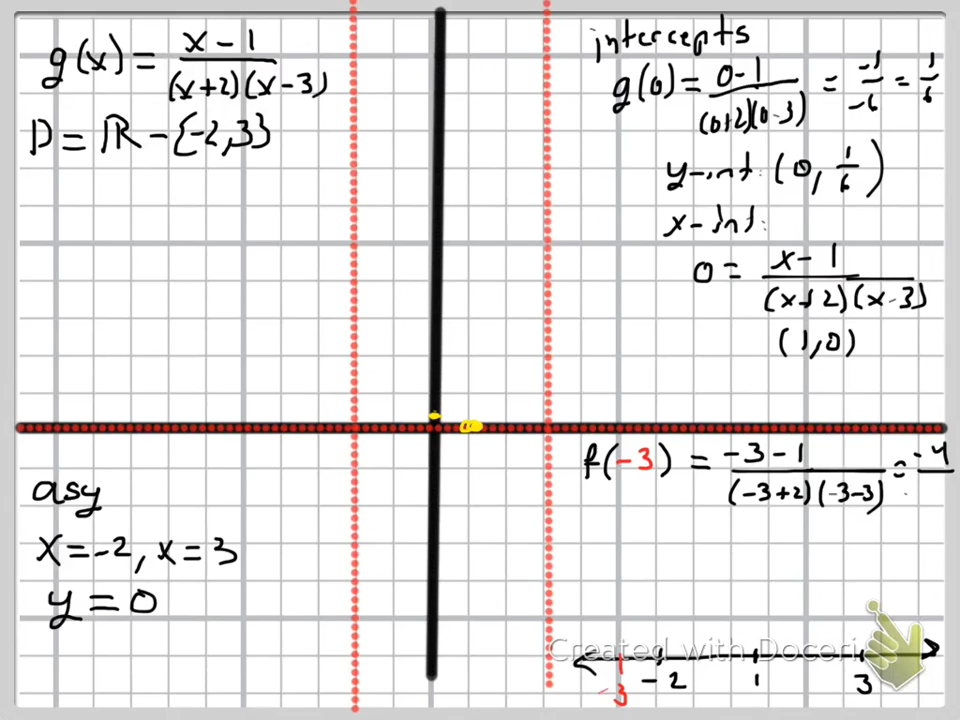 g(x) = x - 1 / (x+2)(x-3)
D = ℝ - {-2,3}
asy
x=-2, x=3
y=0
intercepts
g(0) = 0-1 / (0+2)(0-3) = -1/-6 = 1/6
y-int: (0, 1/6)
x-int:
0 = x - 1 / (x+2)(x-3)
(1,0)
f(-3) = -3-1 / (-3+2)(-3-3) = -4
Created with Doceri
-3 -2 1 3